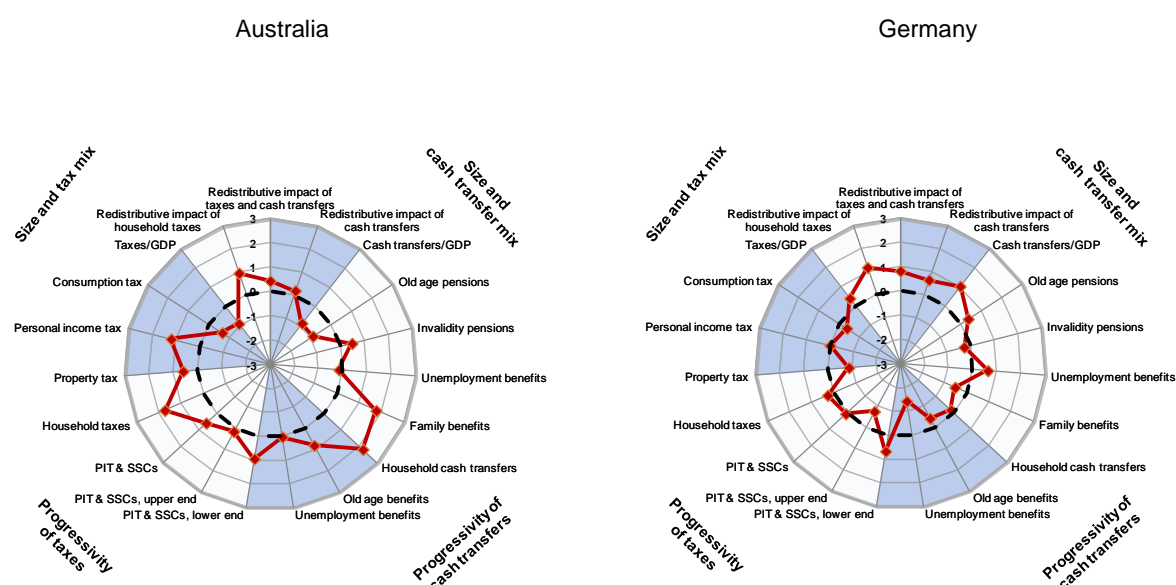 Australia
Size and tax mix
Size and
cash transfer mix
Redistributive impact of
taxes and cash transfers
Redistributive impact of
cash transfers
Cash transfers/GDP
Old age pensions
Invalidity pensions
Unemployment benefits
Family benefits
Household cash transfers
Old age benefits
Unemployment benefits
PIT & SSCs, lower end
PIT & SSCs, upper end
PIT & SSCs
Household taxes
Property tax
Personal income tax
Consumption tax
Taxes/GDP
Redistributive impact of
household taxes
3
2
1
0
-1
-2
-3
Progressivity
of taxes
Progressivity of
cash transfers
Germany
Size and tax mix
Size and
cash transfer mix
Redistributive impact of
taxes and cash transfers
Redistributive impact of
cash transfers
Cash transfers/GDP
Old age pensions
Invalidity pensions
Unemployment benefits
Family benefits
Household cash transfers
Old age benefits
Unemployment benefits
PIT & SSCs, lower end
PIT & SSCs, upper end
PIT & SSCs
Household taxes
Property tax
Personal income tax
Consumption tax
Taxes/GDP
Redistributive impact of
household taxes
3
2
1
0
-1
-2
-3
Progressivity
of taxes
Progressivity of
cash transfers